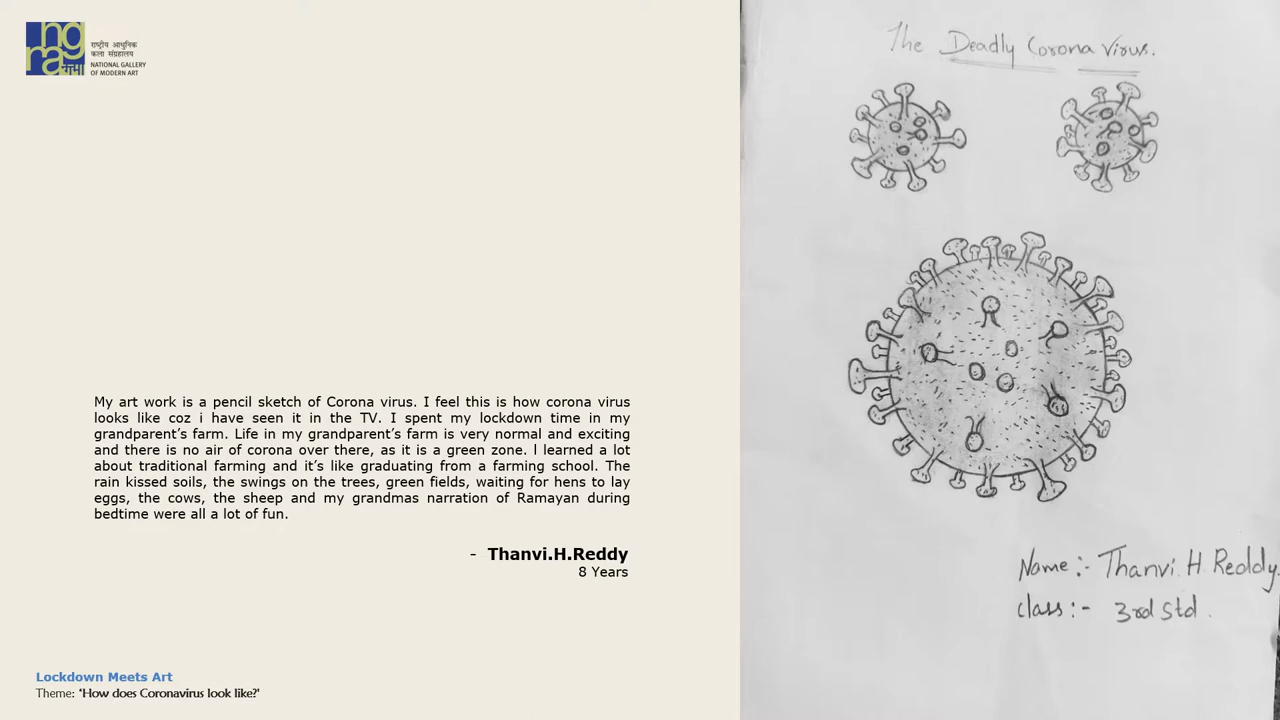 राष्ट्रीय आधुनिक
कला संग्रहालय
NATIONAL GALLERY
OF MODERN ART
My art work is a pencil sketch of Corona virus. I feel this is how corona virus
looks like coz i have seen it in the TV. I spent my lockdown time in my
grandparent's farm. Life in my grandparent's farm is very normal and exciting
and there is no air of corona over there, as it is a green zone. I learned a lot
about traditional farming and it's like graduating from a farming school. The
rain kissed soils, the swings on the trees, green fields, waiting for hens to lay
eggs, the cows, the sheep and my grandmas narration of Ramayan during
bedtime were all a lot of fun.
- Thanvi.H.Reddy
8 Years
Lockdown Meets Art
Theme: 'How does Coronavirus look like?'
The Deadly Corona virus.
Name :- Thanvi. H Reddy.
class :- 3rd Std .